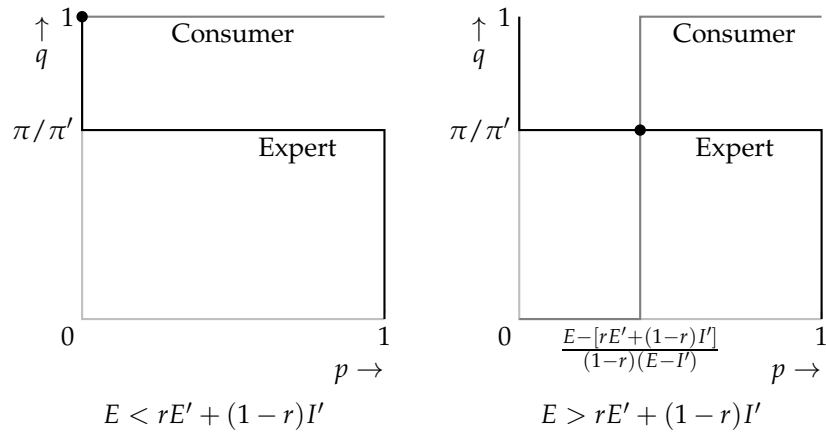 1
↑
q
Consumer
π/π′
Expert
0
1
p →
E < rE′ + (1 − r)I′
1
↑
q
Consumer
π/π′
Expert
0
E−[rE′+(1−r)I′]
(1−r)(E−I′)
1
p →
E > rE′ + (1 − r)I′